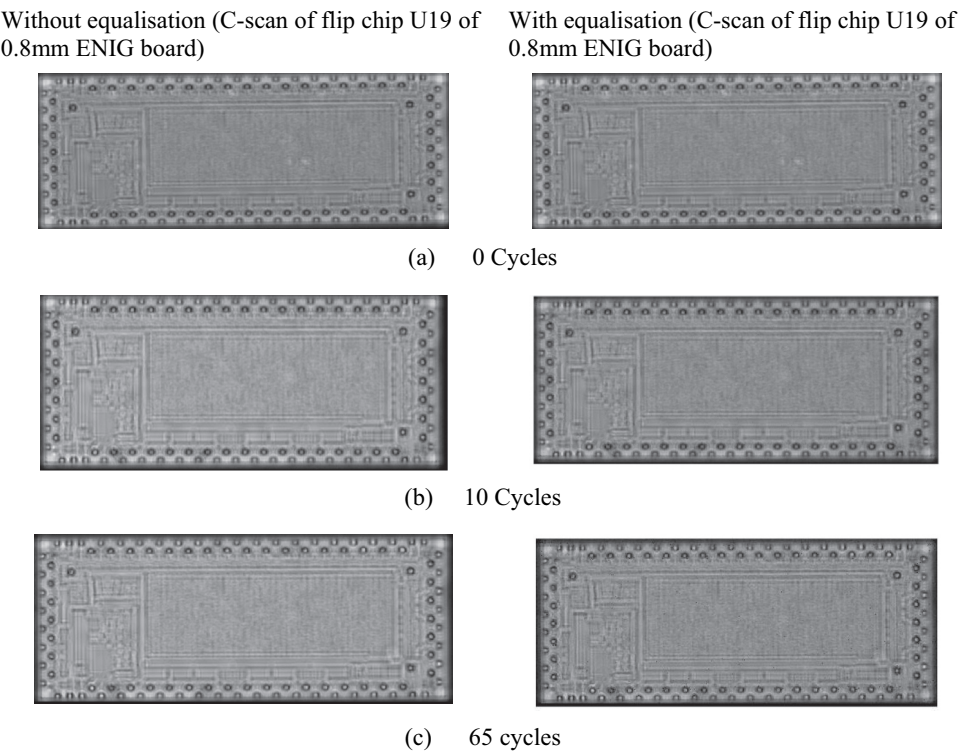 Without equalisation (C-scan of flip chip U19 of
0.8mm ENIG board)
With equalisation (C-scan of flip chip U19 of
0.8mm ENIG board)
(a) 0 Cycles
(b) 10 Cycles
(c) 65 cycles